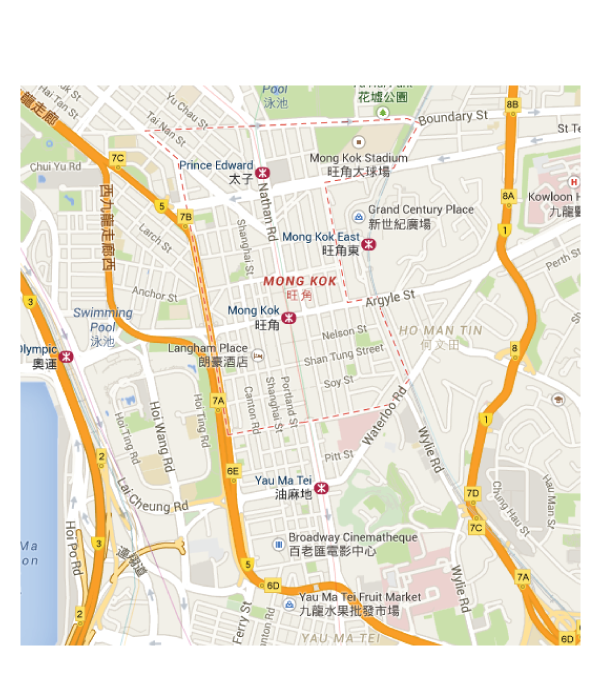 Pool
泳池
花墟公園
龍走廊
Hai Tan St
Yu Chau St
Tai Nan St
8B
Boundary St
Mong Kok Stadium
旺角大球場
7C
Chui Yu Rd
Prince Edward
太子
Nathan Rd
H
Kowloon
九龍
8A
西九龍走廊西
5
7B
Grand Century Place
新世紀廣場
1
Larch St
Shanghai St
Mong Kok East
旺角東
Perth St
MONG KOK
旺角
Anchor St
Argyle St
3
Swimming
Pool
泳池
Mong Kok
旺角
Nelson St
HO MAN TIN
何文田
Olympic
奧運
Langham Place
朗豪酒店
Shan Tung Street
8
Soy St
7A
Canton Rd
Shanghai St
Portland St
Hoi Ting Rd
Hoi Wang Rd
Hoi Ting Rd
Waterloo Rd
1
Wylie Rd
2
6E
Pitt St
Lai Cheung Rd
Yau Ma Tei
油麻地
7D
7C
Chung Hau St
Hau Man St
3
Hoi Po Rd
Broadway Cinematheque
百老匯電影中心
5
6D
7A
Wylie Rd
Yau Ma Tei Fruit Market
九龍水果批發市場
2
Ferry St
YAU MA TEI
6D